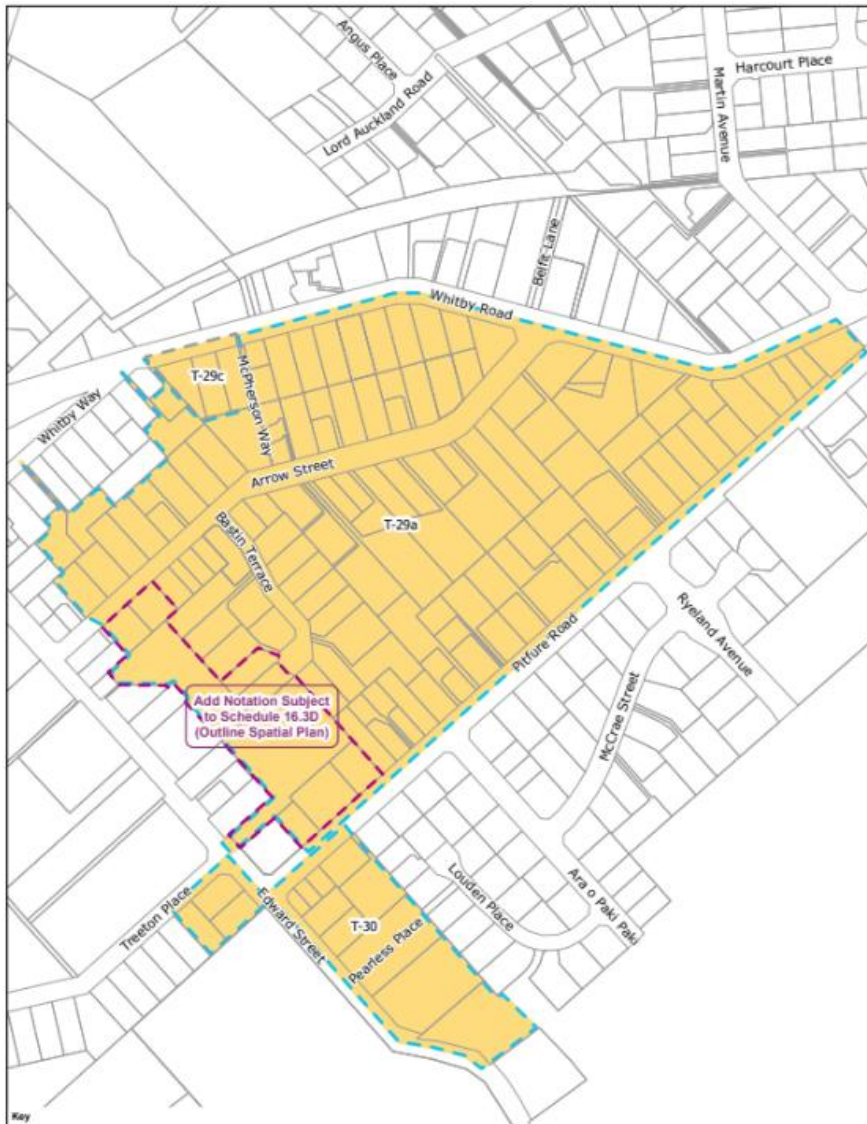 Angus Place
Lord Auckland Road
Martin Avenue
Harcourt Place
Belfit Lane
Whitby Road
T-29c
McPherson Way
Whitby Way
Arrow Street
T-29a
Bastin Terrace
Pitfure Road
Ryeland Avenue
McCrae Street
Add Notation Subject
to Schedule 16.3D
(Outline Spatial Plan)
Treeton Place
Edward Street
T-30
Pearless Place
Louden Place
Ara o Paki Paki
Key